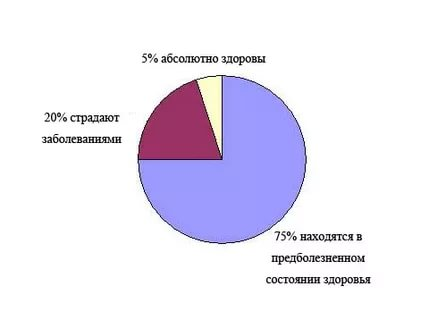 5% абсолютно здоровы
20% страдают
заболеваниями
75% находятся в
предболезненном
состоянии здоровья